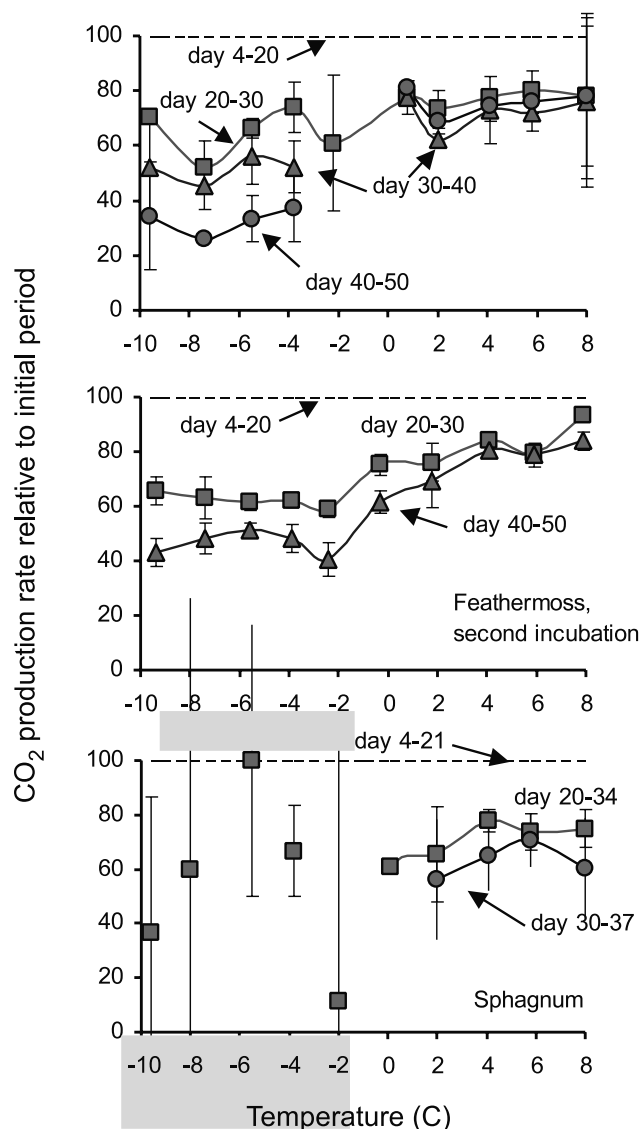 CO2 production rate relative to initial period
100
80
60
40
20
0
day 4-20
day 20-30
day 30-40
day 40-50
-10 -8 -6 -4 -2 0 2 4 6 8
100
80
60
40
20
0
day 4-20
day 20-30
day 40-50
Feathermoss,
second incubation
-10 -8 -6 -4 -2 0 2 4 6 8
100
80
60
40
20
0
day 4-21
day 20-34
day 30-37
Sphagnum
-10 -8 -6 -4 -2 0 2 4 6 8
Temperature (C)